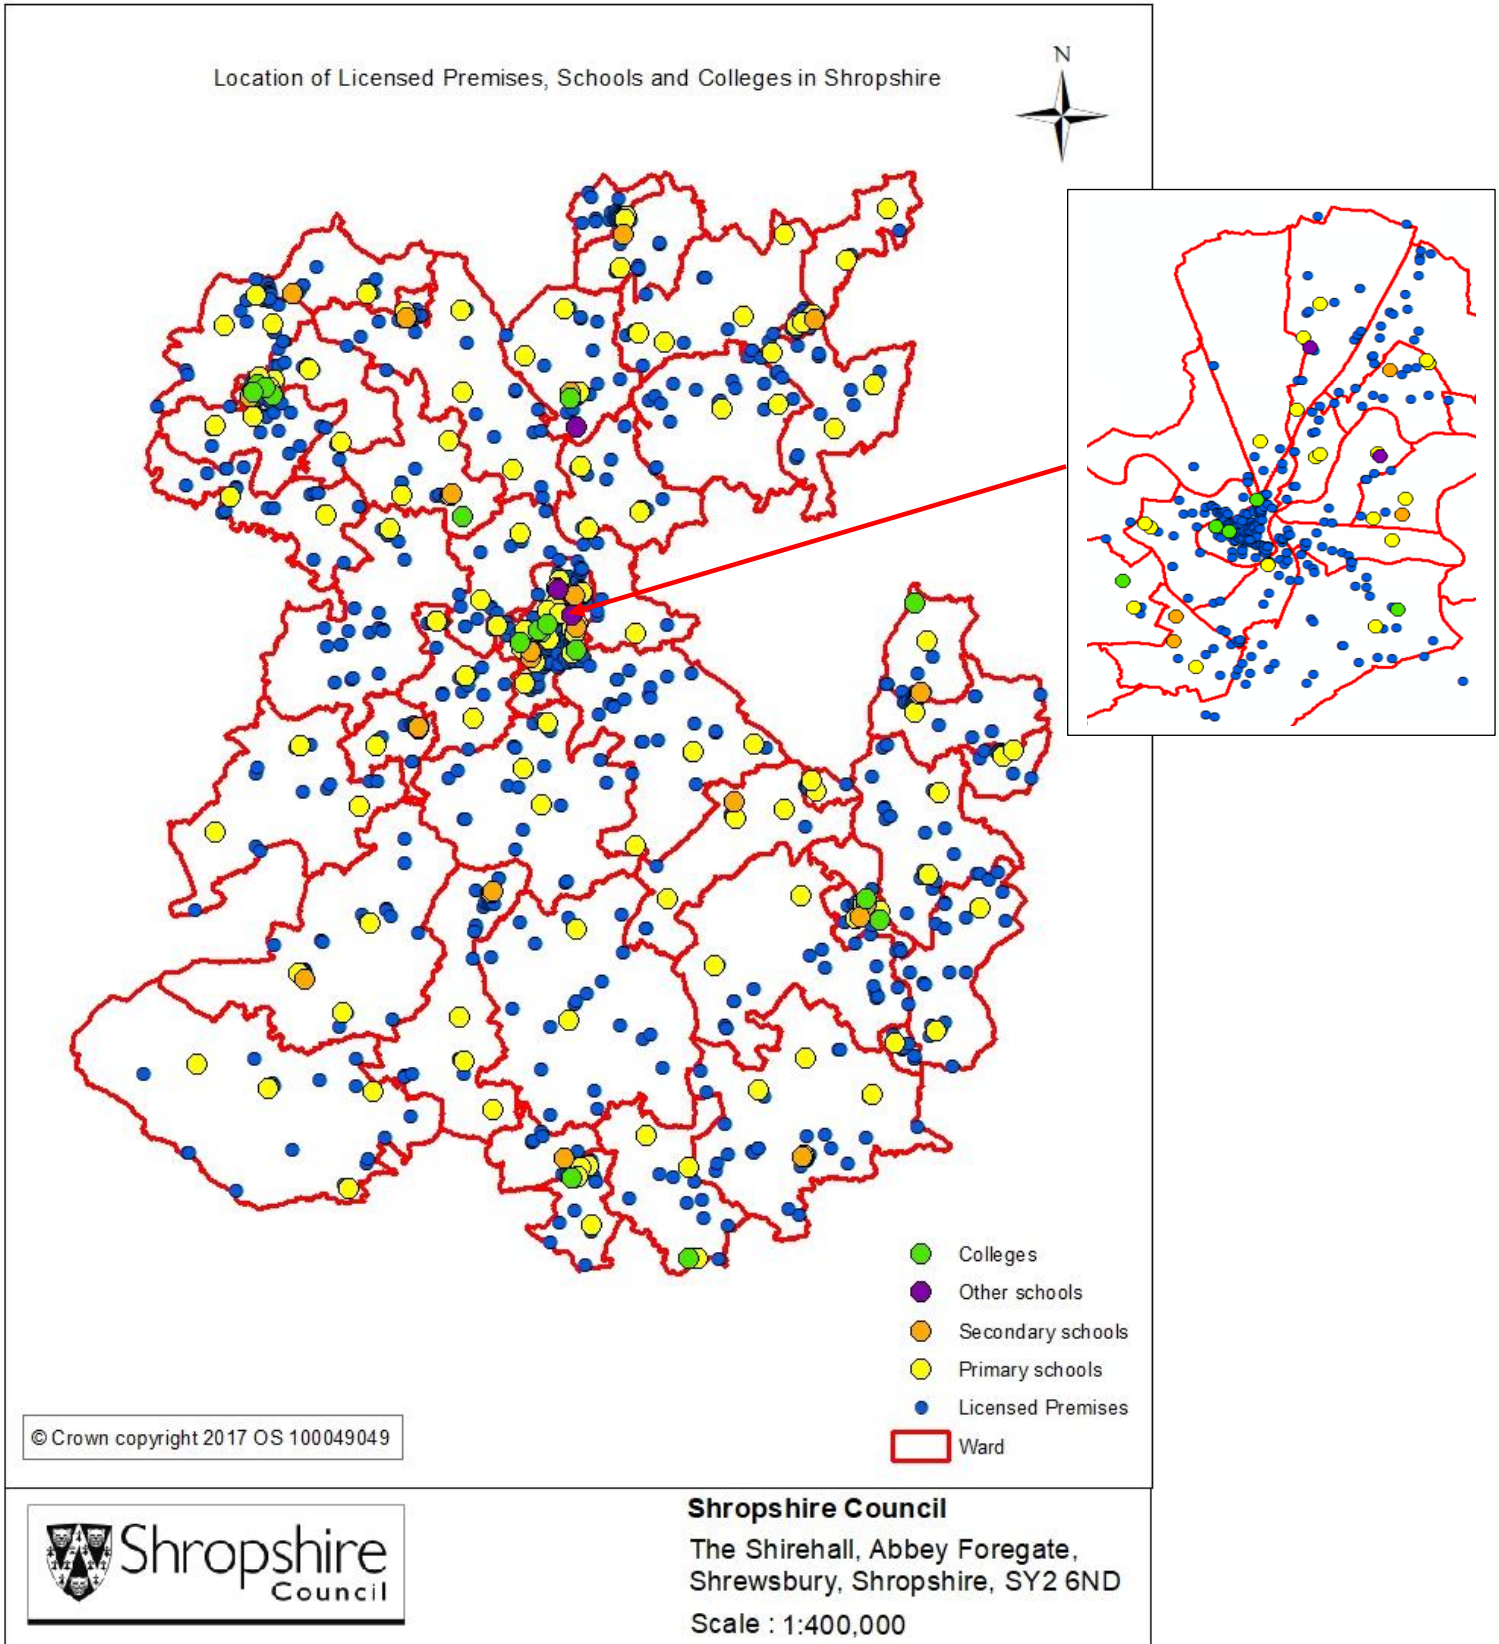 Location of Licensed Premises, Schools and Colleges in Shropshire
N
Colleges
Other schools
Secondary schools
Primary schools
Licensed Premises
Ward
© Crown copyright 2017 OS 100049049
Shropshire
Council
Shropshire Council
The Shirehall, Abbey Foregate,
Shrewsbury, Shropshire, SY2 6ND
Scale : 1:400,000